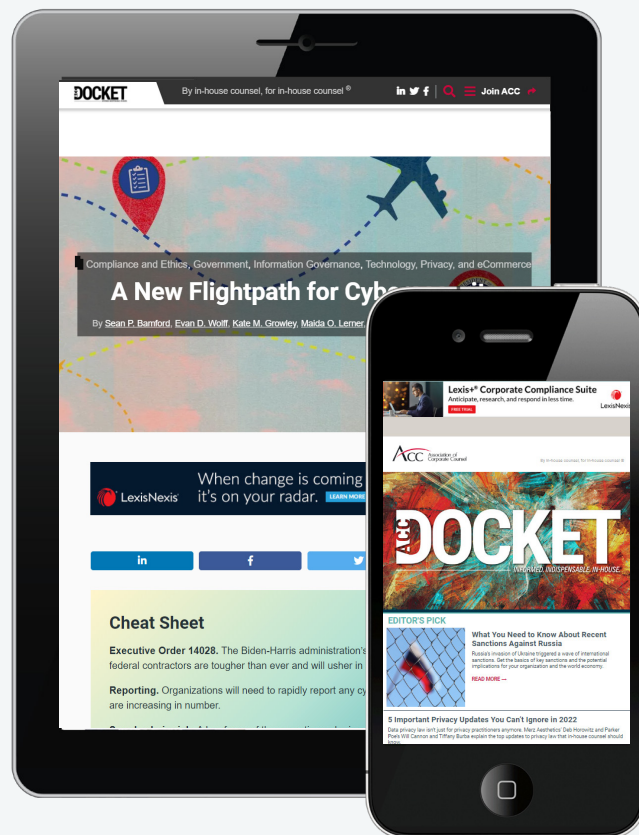 ACC DOCKET
By in-house counsel, for in-house counsel ®
in f Join ACC
Compliance and Ethics, Government, Information Governance, Technology, Privacy, and eCommerce
A New Flightpath for
By Sean P. Bamford, Evan D. Wolff, Kate M. Growley, Maida O. Lerner,
LexisNexis®
When change is coming
it's on your radar. LEARN MORE
in f
Cheat Sheet
Executive Order 14028. The Biden-Harris administration's
federal contractors are tougher than ever and will usher in
Reporting. Organizations will need to rapidly report any cy
are increasing in number.
Lexis+® Corporate Compliance Suite
Anticipate, research, and respond in less time.
FREE TRIAL
LexisNexis
ACC Association of
Corporate Counsel
By in-house counsel, for in-house counsel ®
ACC DOCKET
INFORMED. INDISPENSABLE. IN-HOUSE.
EDITOR'S PICK
What You Need to Know About Recent
Sanctions Against Russia
Russia's invasion of Ukraine triggered a wave of international
sanctions. Get the basics of key sanctions and the potential
implications for your organization and the world economy.
READ MORE
5 Important Privacy Updates You Can't Ignore in 2022
Data privacy law isn't just for privacy practitioners anymore. Merz Aesthetics' Deb Horowitz and Parker
Poe's Will Cannon and Tiffeny Burba explain the top updates to privacy law that in-house counsel should
know.